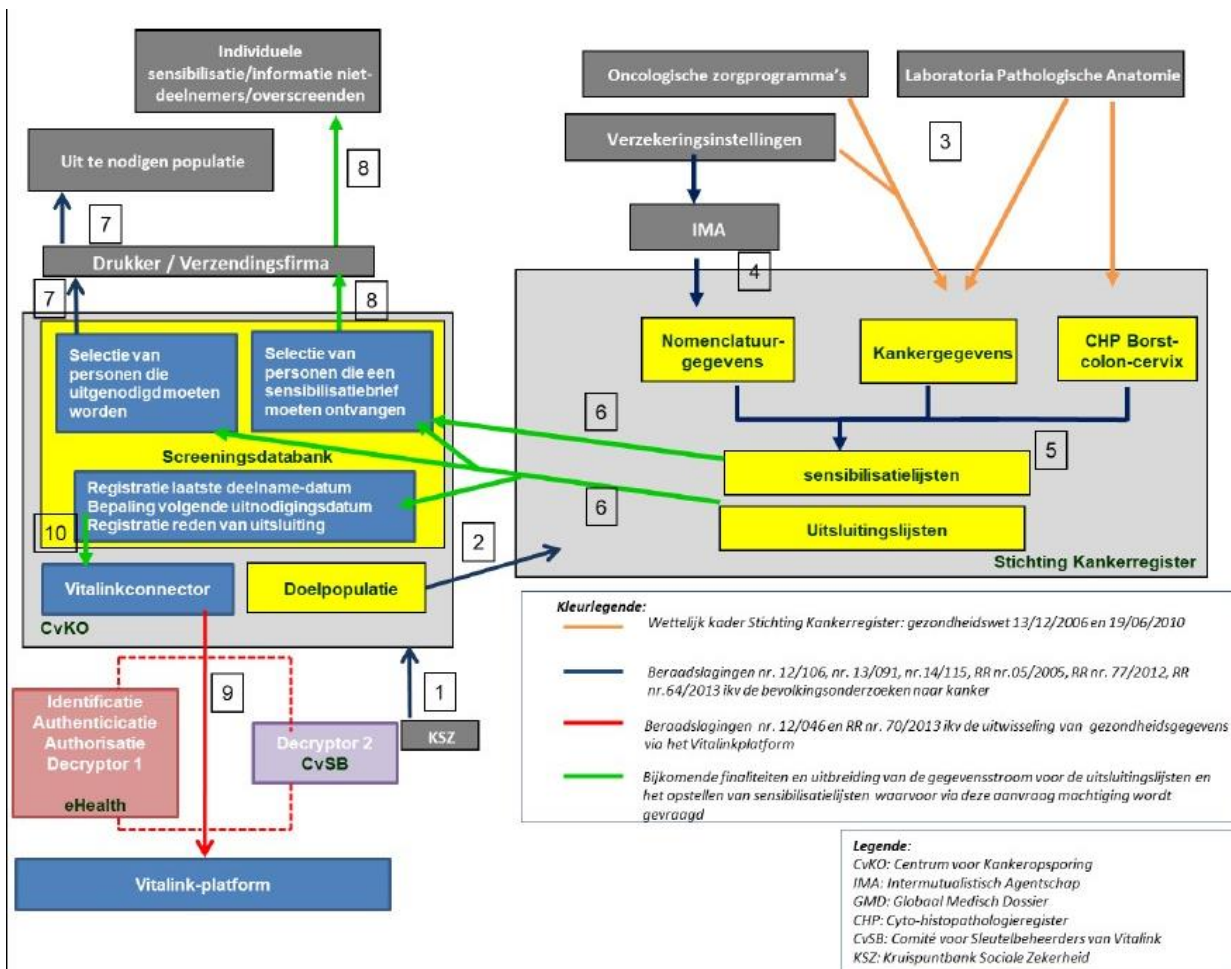 Individuele
sensibilisatie/informatie niet-
deelnemers/overscreenden
Uit te nodigen populatie
8
7
Drukker / Verzendingsfirma
7
8
Selectie van
personen die
uitgenodigd moeten
worden
Selectie van
personen die een
sensibilisatiebrief
moeten ontvangen
Screeningsdatabank
Registratie laatste deelname-datum
Bepaling volgende uitnodigingsdatum
Registratie reden van uitsluiting
10
Vitalinkconnector
Doelpopulatie
CvKO
2
1
KSZ
9
Identificatie
Authenticicatie
Authorisatie
Decryptor 1
eHealth
Decryptor 2
CvSB
Vitalink-platform
Oncologische zorgprogramma's
Laboratoria Pathologische Anatomie
Verzekeringsinstellingen
3
IMA
4
Nomenclatuur-
gegevens
Kankergegevens
CHP Borst-
colon-cervix
6
5
sensibilisatielijsten
6
Uitsluitingslijsten
Stichting Kankerregister
Kleurlegende:
Wettelijk kader Stichting Kankerregister: gezondheidswet 13/12/2006 en 19/06/2010
Beraadslagingen nr. 12/106, nr. 13/091, nr.14/115, RR nr.05/2005, RR nr. 77/2012, RR
nr.64/2013 ikv de bevolkingsonderzoeken naar kanker
Beraadslagingen nr. 12/046 en RR nr. 70/2013 ikv de uitwisseling van gezondheidsgegevens
via het Vitalinkplatform
Bijkomende finaliteiten en uitbreiding van de gegevensstroom voor de uitsluitingslijsten en
het opstellen van sensibilisatielijsten waarvoor via deze aanvraag machtiging wordt
gevraagd
Legende:
CvKO: Centrum voor Kankeropsporing
IMA: Intermutualistisch Agentschap
GMD: Globaal Medisch Dossier
CHP: Cyto-histopathologieregister
CvSB: Comité voor Sleutelbeheerders van Vitalink
KSZ: Kruispuntbank Sociale Zekerheid